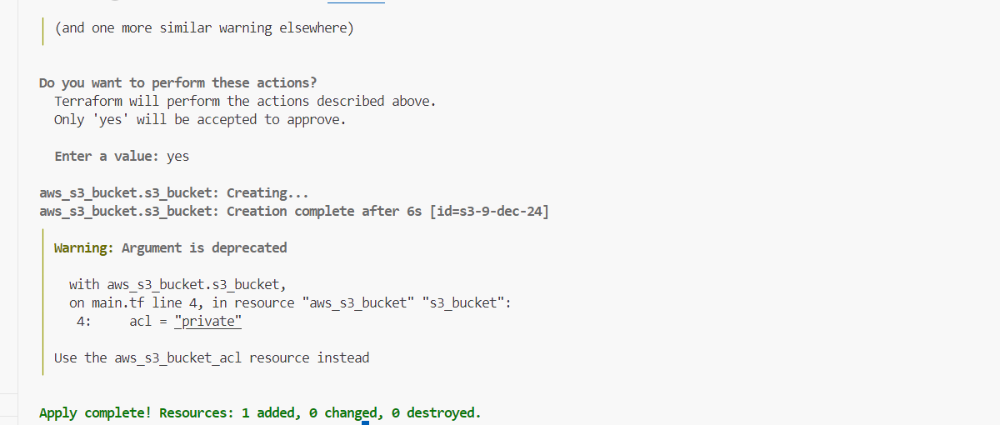 (and one more similar warning elsewhere)
Do you want to perform these actions?
Terraform will perform the actions described above.
Only 'yes' will be accepted to approve.
Enter a value: yes
aws_s3_bucket.s3_bucket: Creating...
aws_s3_bucket.s3_bucket: Creation complete after 6s [id=s3-9-dec-24]
Warning: Argument is deprecated
with aws_s3_bucket.s3_bucket,
on main.tf line 4, in resource "aws_s3_bucket" "s3_bucket":
4:     acl = "private"
Use the aws_s3_bucket_acl resource instead
Apply complete! Resources: 1 added, 0 changed, 0 destroyed.